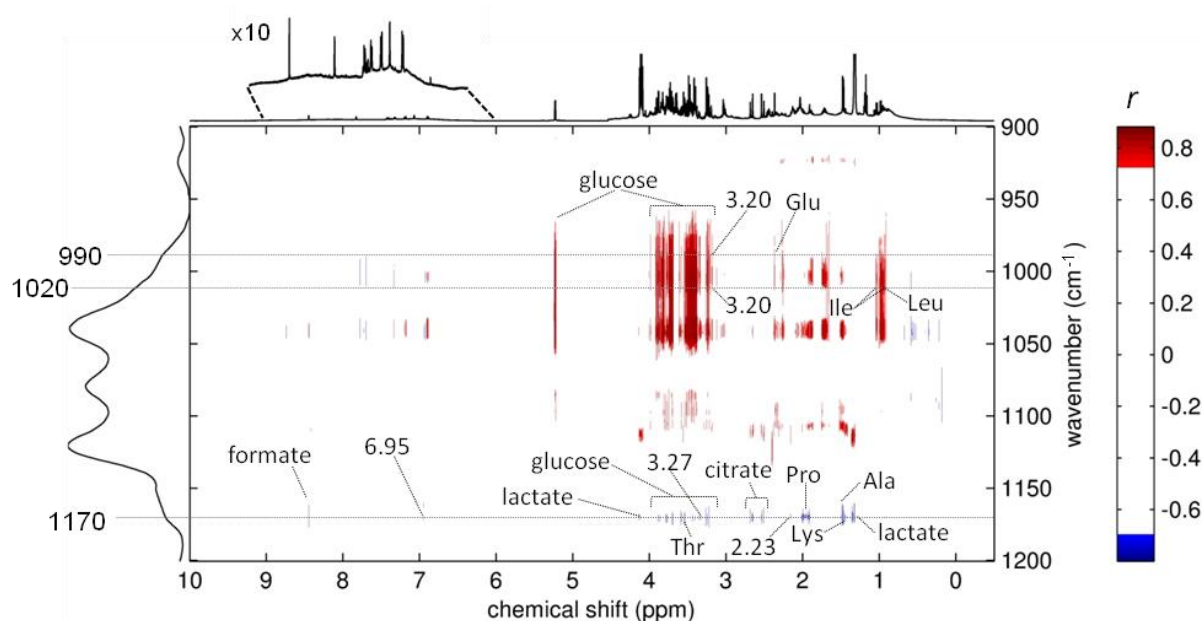 x10
r
900
950
1000
1050
1100
1150
1200
wavenumber (cm⁻¹)
0.8
0.6
0.4
0.2
0
-0.2
-0.4
-0.6
990
1020
1170
glucose
3.20
Glu
3.20
Ile
Leu
formate
6.95
glucose
3.27
citrate
Pro
Ala
lactate
Thr
2.23
Lys
lactate
10 9 8 7 6 5 4 3 2 1 0
chemical shift (ppm)